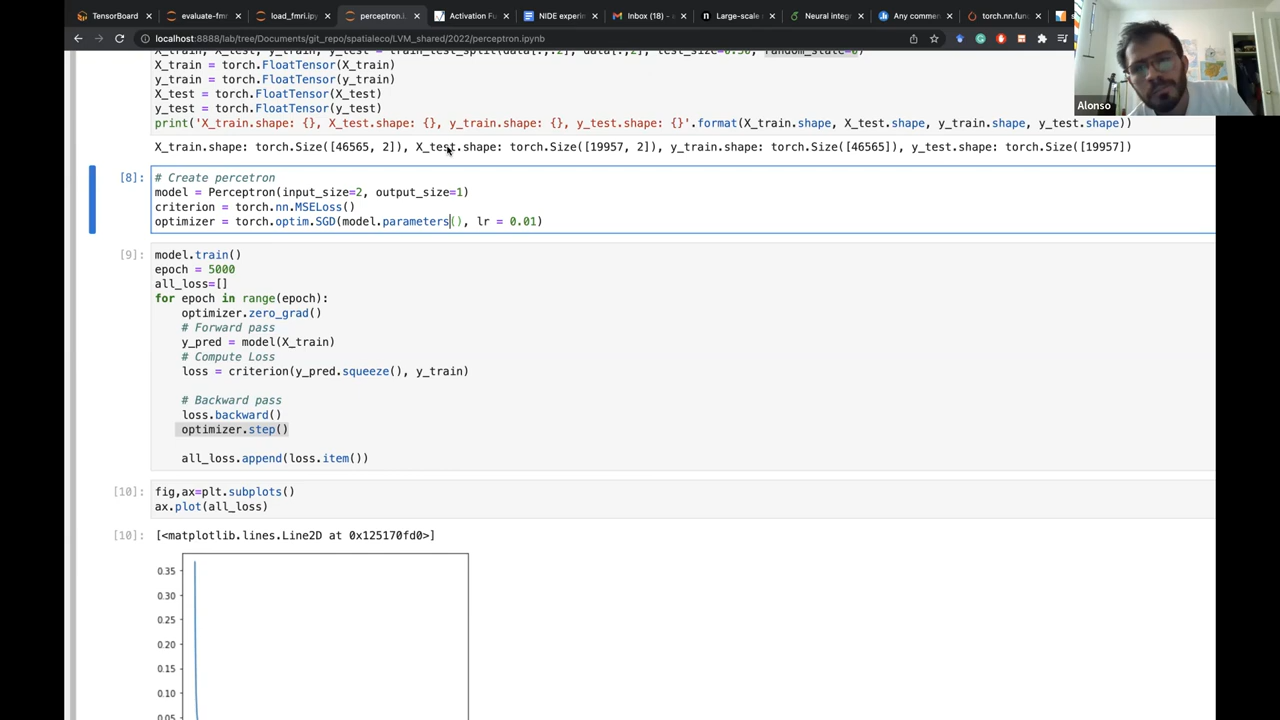 TensorBoard
evaluate-fmr
load_fmri.ipy
perceptron.i
Activation Fu
NIDE experim
Inbox (18) -
Large-scale
Neural integr
Any commen
torch.nn.func
localhost:8888/lab/tree/Documents/git_repo/spatialeco/LVM_shared/2022/perceptron.ipynb
X_train = torch.FloatTensor(X_train)
y_train = torch.FloatTensor(y_train)
X_test = torch.FloatTensor(X_test)
y_test = torch.FloatTensor(y_test)
print('X_train.shape: {}, X_test.shape: {}, y_train.shape: {}, y_test.shape: {}'.format(X_train.shape, X_test.shape, y_train.shape, y_test.shape))
X_train.shape: torch.Size([46565, 2]), X_test.shape: torch.Size([19957, 2]), y_train.shape: torch.Size([46565]), y_test.shape: torch.Size([19957])
Alonso
[8]:
# Create percetron
model = Perceptron(input_size=2, output_size=1)
criterion = torch.nn.MSELoss()
optimizer = torch.optim.SGD(model.parameters(), lr = 0.01)
[9]:
model.train()
epoch = 5000
all_loss=[]
for epoch in range(epoch):
optimizer.zero_grad()
# Forward pass
y_pred = model(X_train)
# Compute Loss
loss = criterion(y_pred.squeeze(), y_train)
# Backward pass
loss.backward()
optimizer.step()
all_loss.append(loss.item())
[10]:
fig,ax=plt.subplots()
ax.plot(all_loss)
[10]:
[<matplotlib.lines.Line2D at 0x125170fd0>]
0.35
0.30
0.25
0.20
0.15
0.10
0.05